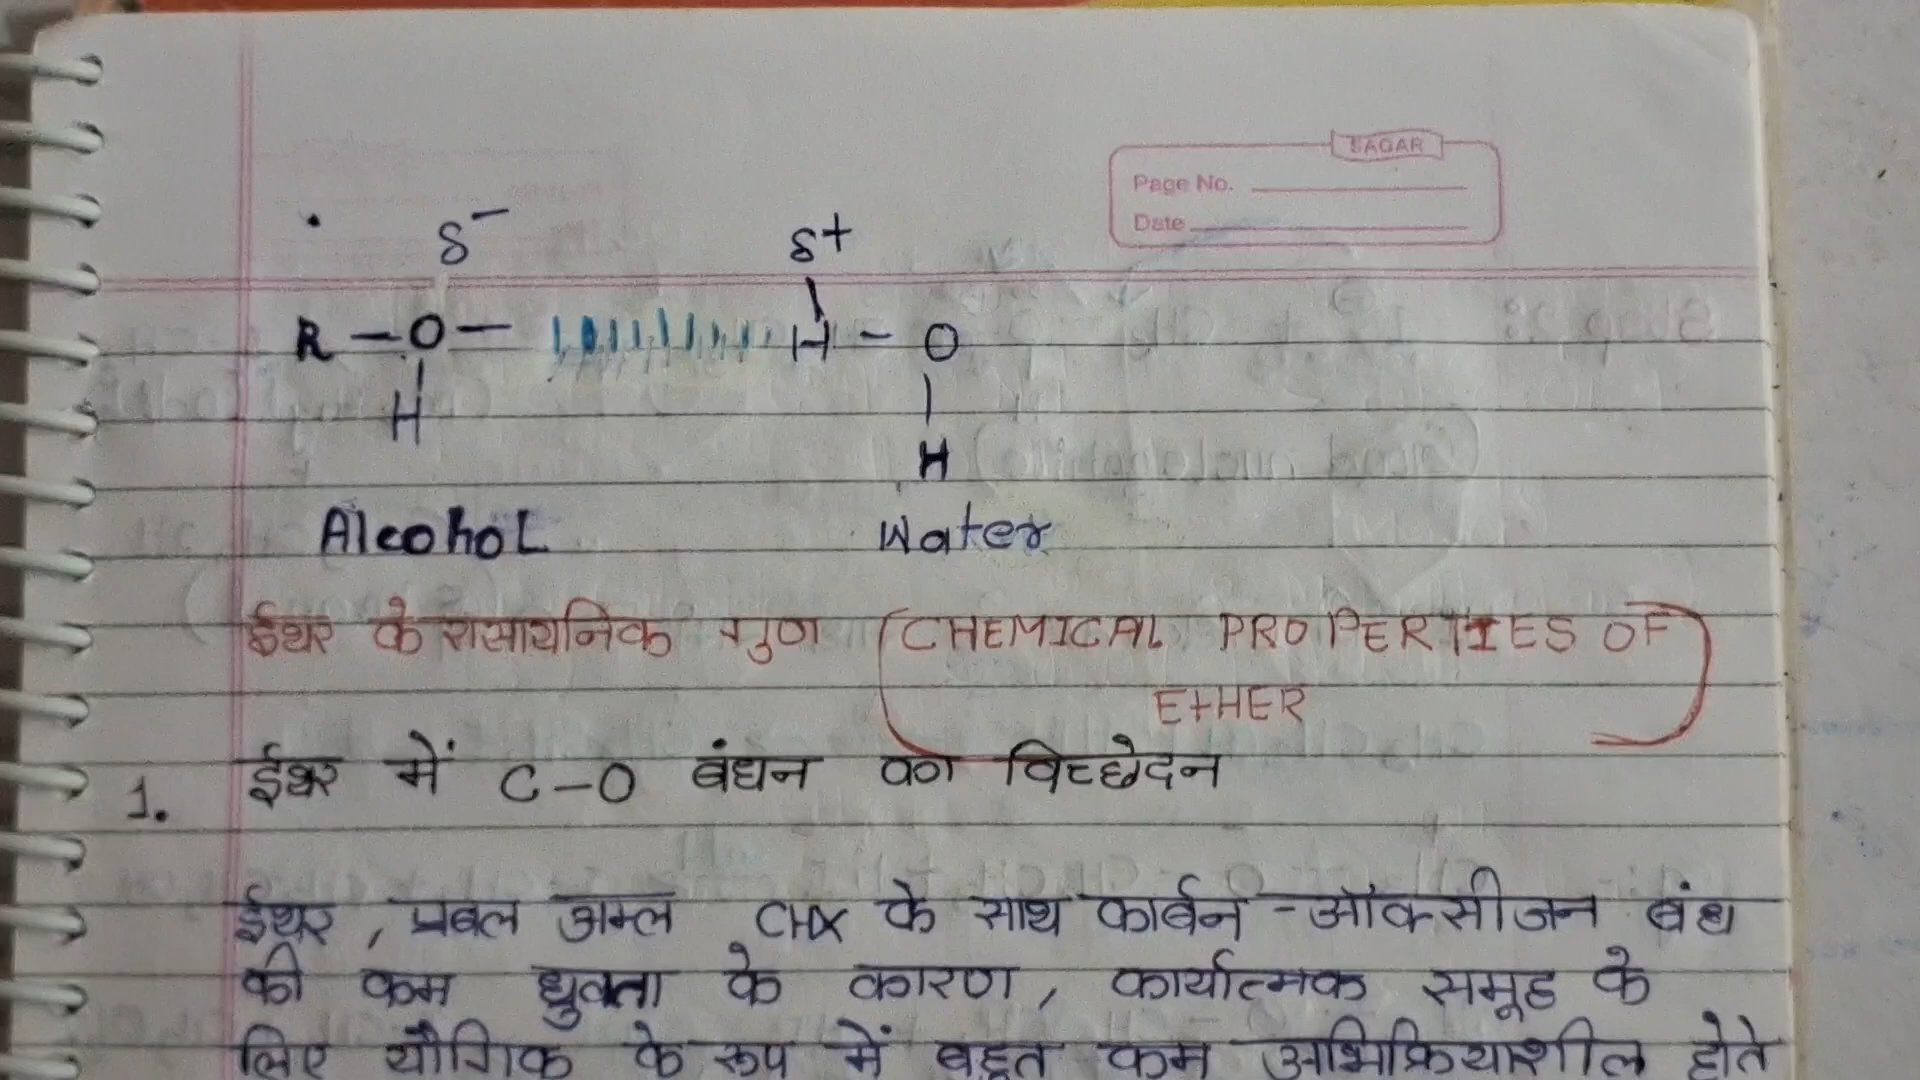 SAGAR
Page No.
Date
δ⁻ δ+
R - O - |||||||||| H - O
H
H
Alcohol Water
ईथर के रासायनिक गुण (CHEMICAL PROPERTIES OF
ETHER)
1. ईथर में C-O बंधन का विच्छेदन
ईथर, प्रबल अम्ल CHX के साथ कार्बन-ऑक्सीजन बंध
की कम ध्रुवता के कारण, कार्यात्मक समूह के
लिए यौगिक के रूप में बहुत कम अभिक्रियाशील होते